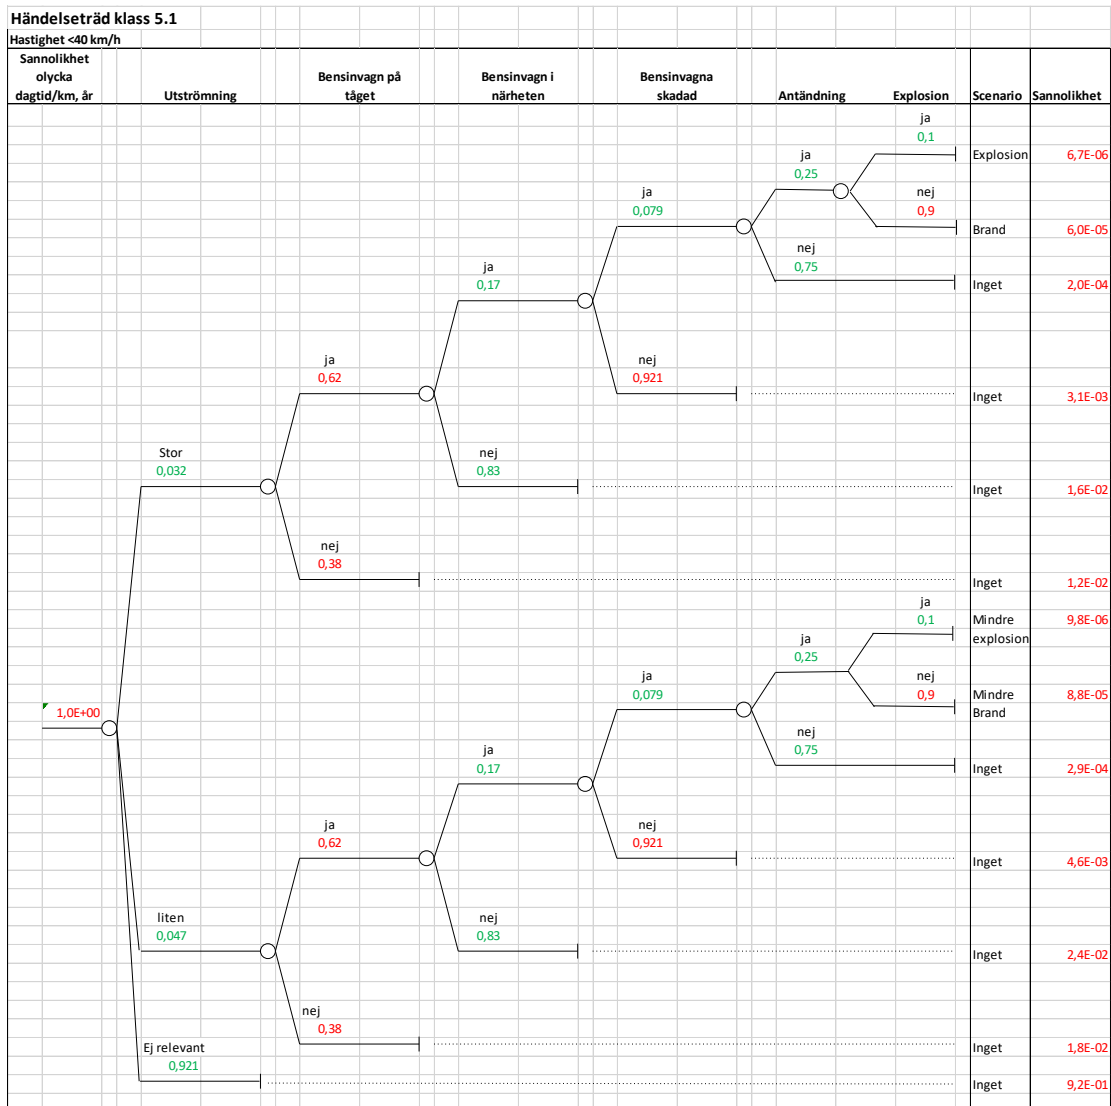 Händelseträd klass 5.1
Hastighet <40 km/h
Sannolikhet
olycka
dagtid/km, år
Utströmning
Bensinvagn på
tåget
Bensinvagn i
närheten
Bensinvagna
skadad
Antändning
Explosion
Scenario
Sannolikhet
ja
0,1
ja
Explosion
6,7E-06
0,25
ja
nej
0,079
0,9
Brand
6,0E-05
nej
ja
0,75
0,17
Inget
2,0E-04
ja
nej
0,62
0,921
Inget
3,1E-03
Stor
nej
0,032
0,83
Inget
1,6E-02
nej
0,38
Inget
1,2E-02
ja
0,1
Mindre
9,8E-06
ja
explosion
0,25
ja
nej
0,079
0,9
Mindre
8,8E-05
1,0E+00
Brand
nej
ja
0,75
0,17
Inget
2,9E-04
ja
nej
0,62
0,921
Inget
4,6E-03
liten
nej
0,047
0,83
Inget
2,4E-02
nej
0,38
Ej relevant
Inget
1,8E-02
0,921
Inget
9,2E-01